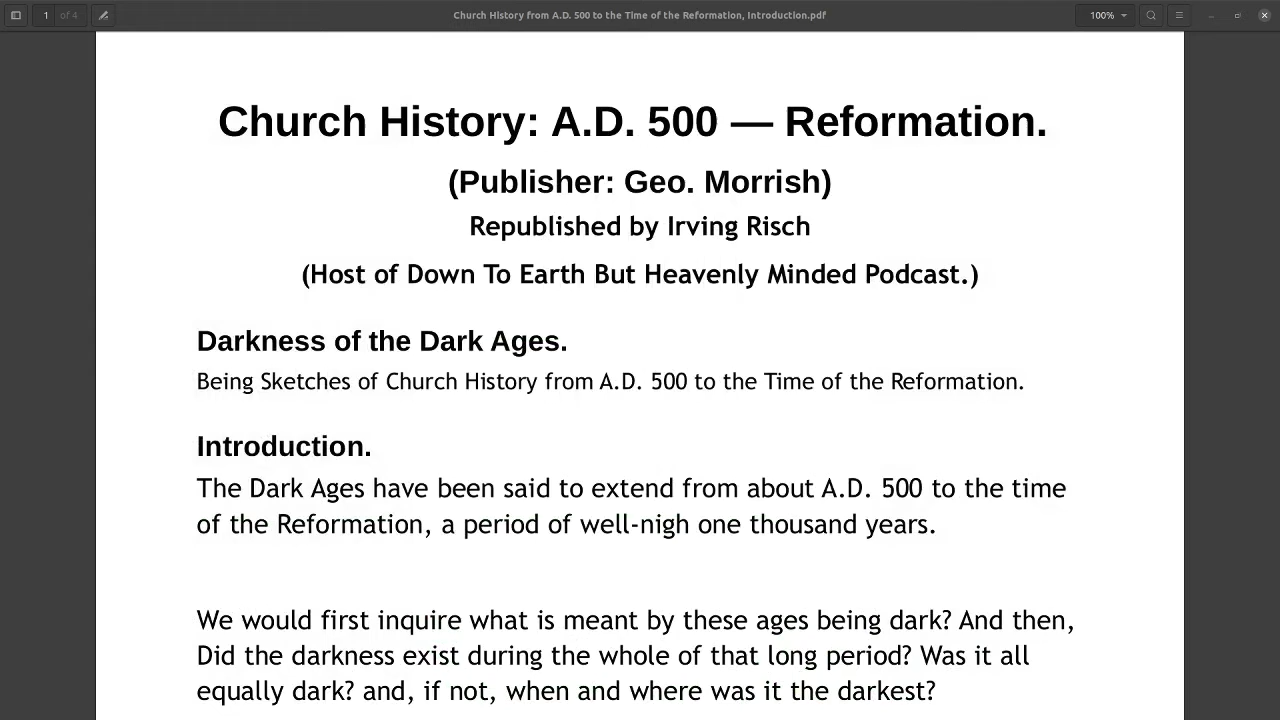 1 of 4
Church History from A.D. 500 to the Time of the Reformation, Introduction.pdf
100%
Church History: A.D. 500 — Reformation.
(Publisher: Geo. Morrish)
Republished by Irving Risch
(Host of Down To Earth But Heavenly Minded Podcast.)
Darkness of the Dark Ages.
Being Sketches of Church History from A.D. 500 to the Time of the Reformation.
Introduction.
The Dark Ages have been said to extend from about A.D. 500 to the time
of the Reformation, a period of well-nigh one thousand years.
We would first inquire what is meant by these ages being dark? And then,
Did the darkness exist during the whole of that long period? Was it all
equally dark? and, if not, when and where was it the darkest?